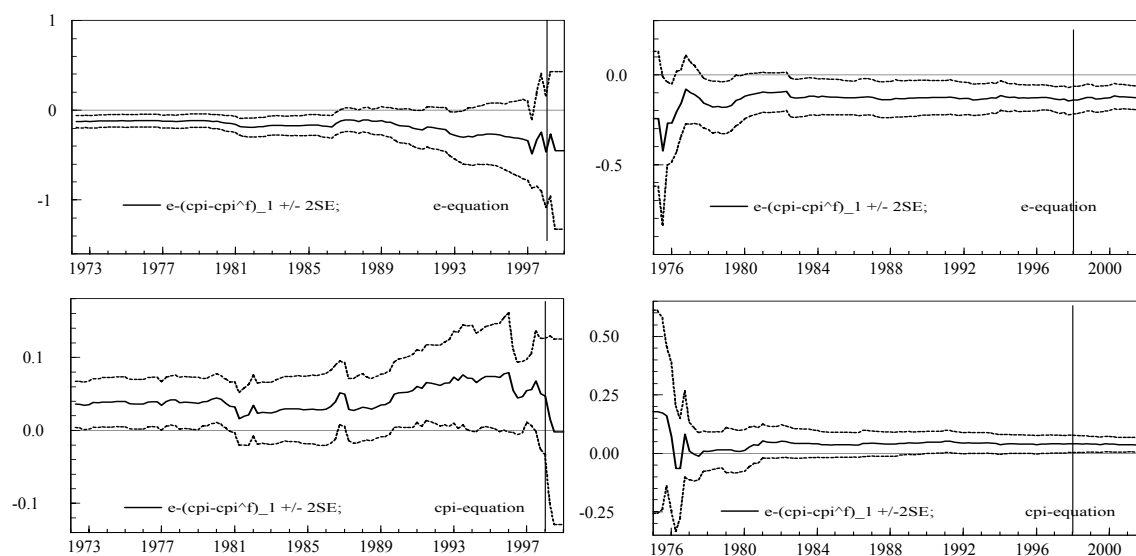 1
0
-1
e-(cpi-cpi^f)_1 +/- 2SE; e-equation
1973 1977 1981 1985 1989 1993 1997
0.0
-0.5
e-(cpi-cpi^f)_1 +/- 2SE; e-equation
1976 1980 1984 1988 1992 1996 2000
0.1
0.0
-0.1
e-(cpi-cpi^f)_1 +/- 2SE; cpi-equation
1973 1977 1981 1985 1989 1993 1997
0.50
0.25
0.00
-0.25
e-(cpi-cpi^f)_1 +/-2SE; cpi-equation
1976 1980 1984 1988 1992 1996 2000